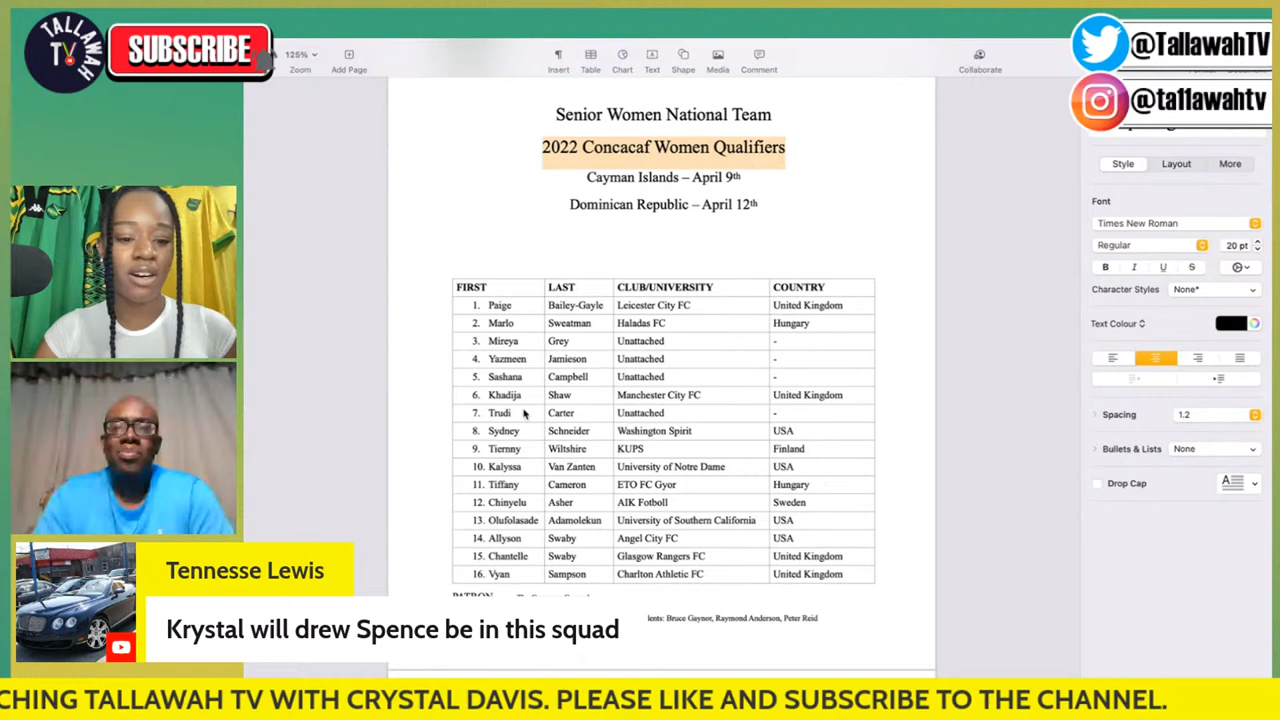 TALLAWAH
TV
SUBSCRIBE
125%
Zoom
Add Page
Insert
Table
Chart
Text
Shape
Media
Comment
Collaborate
@TallawahTV
@ta11awahtv
Senior Women National Team
2022 Concacaf Women Qualifiers
Cayman Islands – April 9th
Dominican Republic – April 12th
FIRST LAST CLUB/UNIVERSITY COUNTRY
1. Paige Bailey-Gayle Leicester City FC United Kingdom
2. Marlo Sweatman Haladas FC Hungary
3. Mireya Grey Unattached -
4. Yazmeen Jamieson Unattached -
5. Sashana Campbell Unattached -
6. Khadija Shaw Manchester City FC United Kingdom
7. Trudi Carter Unattached -
8. Sydney Schneider Washington Spirit USA
9. Tiernny Wiltshire KUPS Finland
10. Kalyssa Van Zanten University of Notre Dame USA
11. Tiffany Cameron ETO FC Gyor Hungary
12. Chinyelu Asher AIK Fotboll Sweden
13. Olufolasade Adamolekun University of Southern California USA
14. Allyson Swaby Angel City FC USA
15. Chantelle Swaby Glasgow Rangers FC United Kingdom
16. Vyan Sampson Charlton Athletic FC United Kingdom
lents: Bruce Gaynor, Raymond Anderson, Peter Reid
Style
Layout
More
Font
Times New Roman
Regular
20 pt
B I U S
Character Styles
None*
Text Colour
Spacing
1.2
Bullets & Lists
None
Drop Cap
A
Tennesse Lewis
Krystal will drew Spence be in this squad
CHING TALLAWAH TV WITH CRYSTAL DAVIS. PLEASE LIKE AND SUBSCRIBE TO THE CHANNEL.